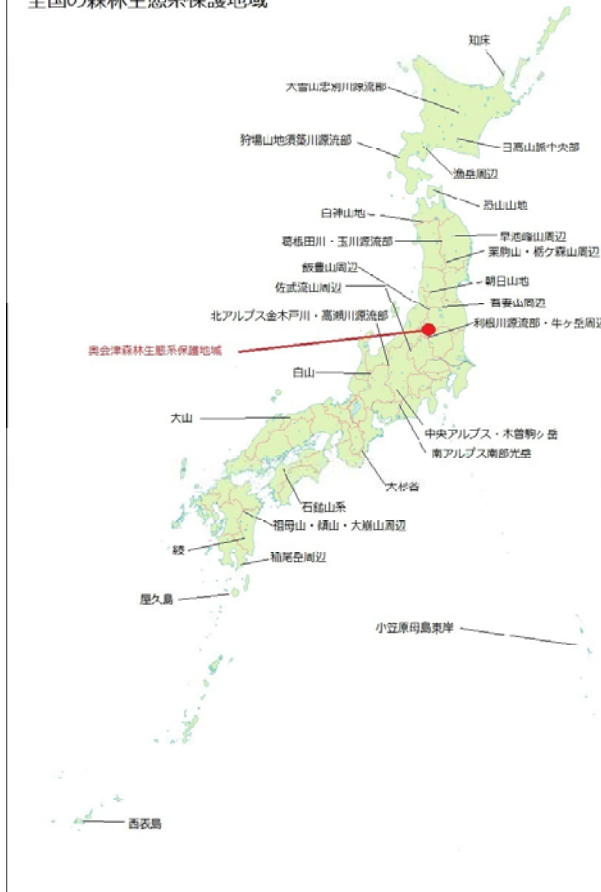 全国の森林生態系保護地域
知床
大雪山忠別川源流部
狩場山地須築川源流部
日高山脈中央部
漁岳周辺
恐山山地
白神山地
早池峰山周辺
葛根田川・玉川源流部
栗駒山・栃ケ森山周辺
飯豊山周辺
朝日山地
佐武流山周辺
吾妻山周辺
北アルプス金木戸川・高瀬川源流部
利根川源流部・牛ヶ岳周辺
奥会津森林生態系保護地域
白山
大山
中央アルプス・木曽駒ヶ岳
南アルプス南部光岳
大杉谷
石鎚山系
祖母山・傾山・大崩山周辺
綾
稲尾岳周辺
屋久島
小笠原母島東岸
西表島